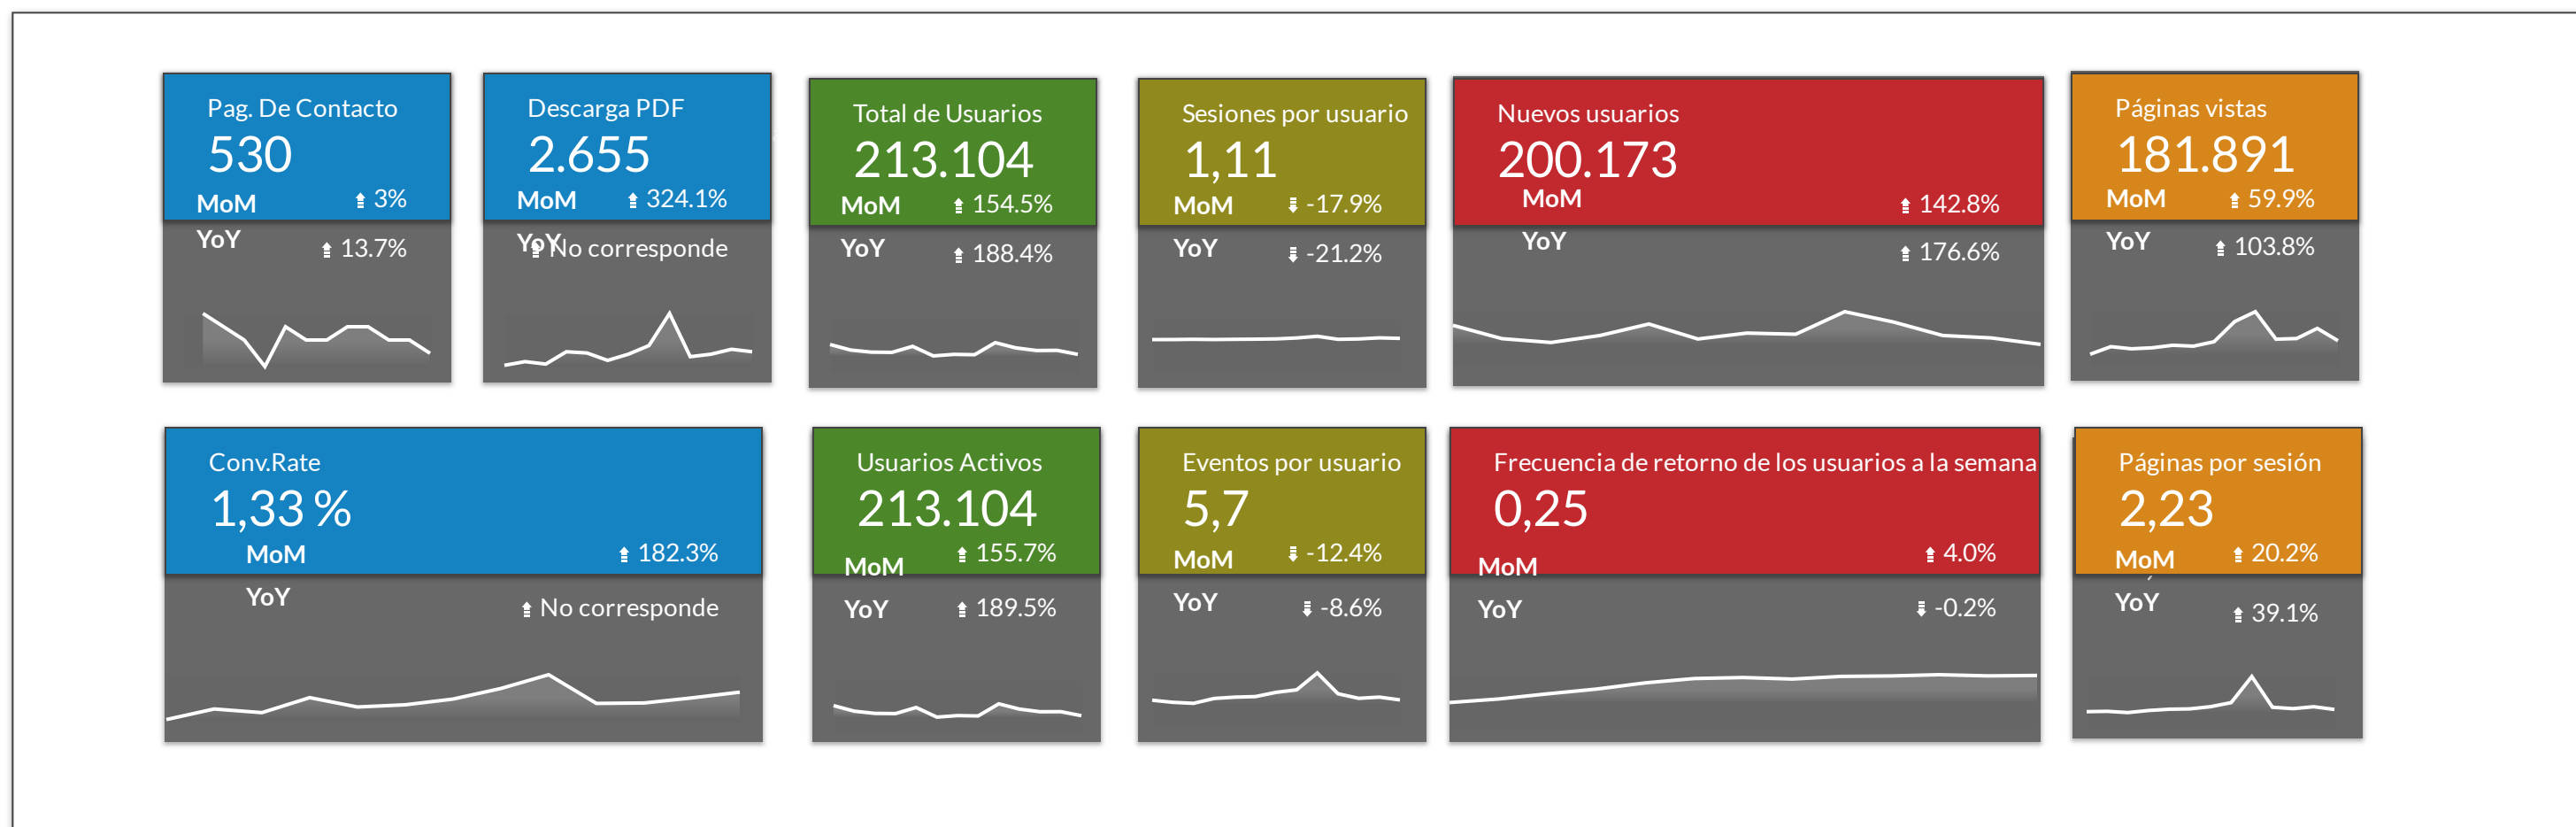 Pag. De Contacto
530
MoM 3%
YoY 13.7%
Descarga PDF
2.655
MoM 324.1%
YoY No corresponde
Total de Usuarios
213.104
MoM 154.5%
YoY 188.4%
Sesiones por usuario
1,11
MoM -17.9%
YoY -21.2%
Nuevos usuarios
200.173
MoM 142.8%
YoY 176.6%
Páginas vistas
181.891
MoM 59.9%
YoY 103.8%
Conv.Rate
1,33 %
MoM 182.3%
YoY No corresponde
Usuarios Activos
213.104
MoM 155.7%
YoY 189.5%
Eventos por usuario
5,7
MoM -12.4%
YoY -8.6%
Frecuencia de retorno de los usuarios a la semana
0,25
MoM 4.0%
YoY -0.2%
Páginas por sesión
2,23
MoM 20.2%
YoY 39.1%